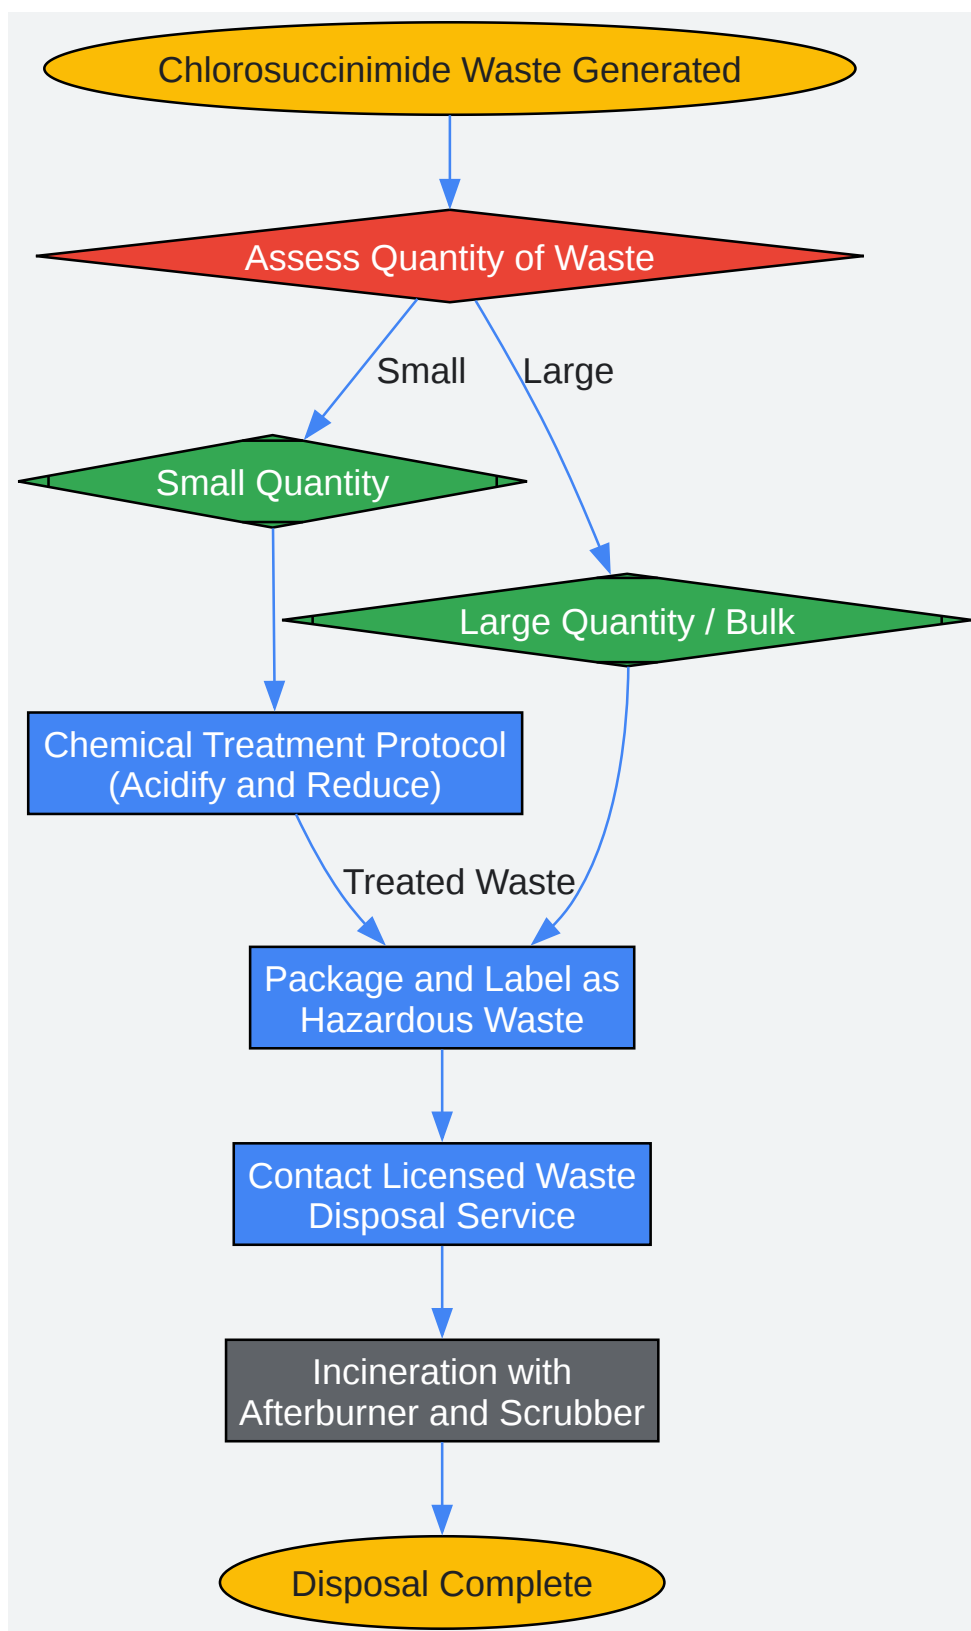 Chlorosuccinimide Waste Generated
Assess Quantity of Waste
Small
Large
Small Quantity
Large Quantity / Bulk
Chemical Treatment Protocol
(Acidify and Reduce)
Treated Waste
Package and Label as
Hazardous Waste
Contact Licensed Waste
Disposal Service
Incineration with
Afterburner and Scrubber
Disposal Complete